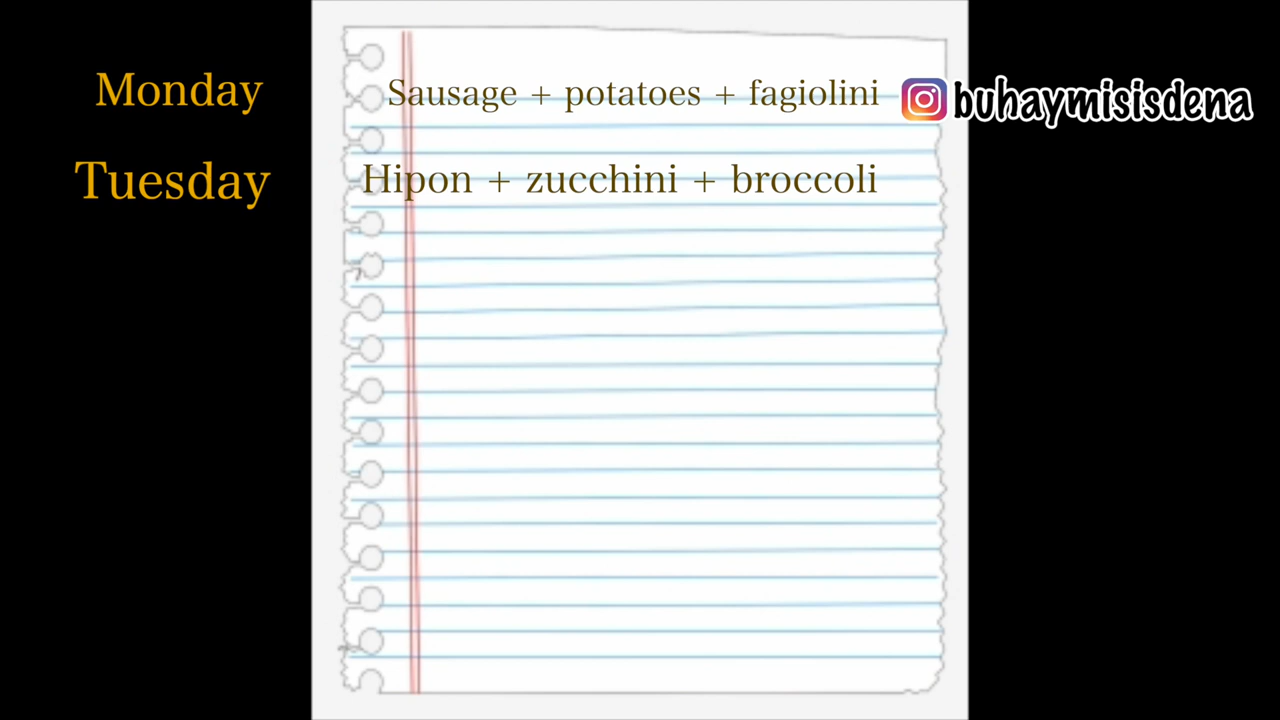 Monday Sausage + potatoes + fagiolini buhaymisisdena
Tuesday Hipon + zucchini + broccoli